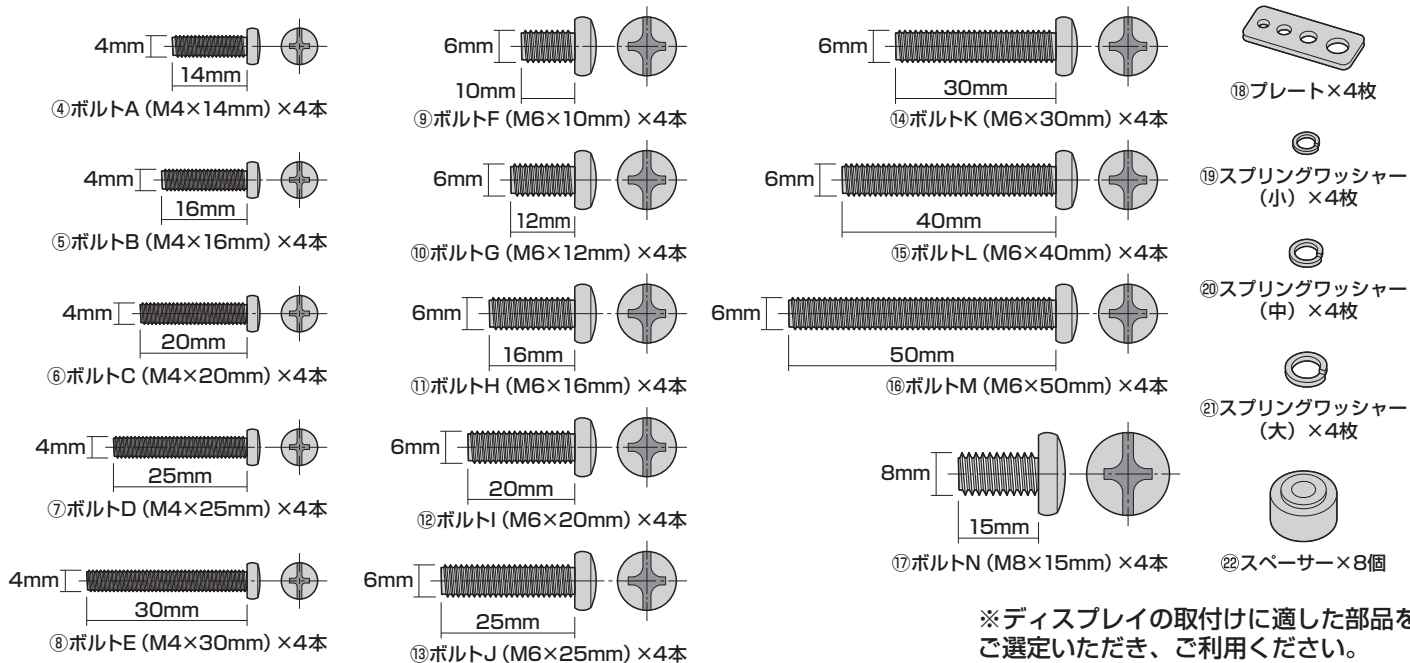 4mm
14mm
④ボルトA（M4×14mm）×4本
4mm
16mm
⑤ボルトB（M4×16mm）×4本
4mm
20mm
⑥ボルトC（M4×20mm）×4本
4mm
25mm
⑦ボルトD（M4×25mm）×4本
4mm
30mm
⑧ボルトE（M4×30mm）×4本
6mm
10mm
⑨ボルトF（M6×10mm）×4本
6mm
12mm
⑩ボルトG（M6×12mm）×4本
6mm
16mm
⑪ボルトH（M6×16mm）×4本
6mm
20mm
⑫ボルトI（M6×20mm）×4本
6mm
25mm
⑬ボルトJ（M6×25mm）×4本
6mm
30mm
⑭ボルトK（M6×30mm）×4本
6mm
40mm
⑮ボルトL（M6×40mm）×4本
6mm
50mm
⑯ボルトM（M6×50mm）×4本
8mm
15mm
⑰ボルトN（M8×15mm）×4本
⑱プレート×4枚
⑲スプリングワッシャー
（小）×4枚
⑳スプリングワッシャー
（中）×4枚
㉑スプリングワッシャー
（大）×4枚
㉒スペーサー×8個
※ディスプレイの取付けに適した部品を
ご選定いただき、ご利用ください。